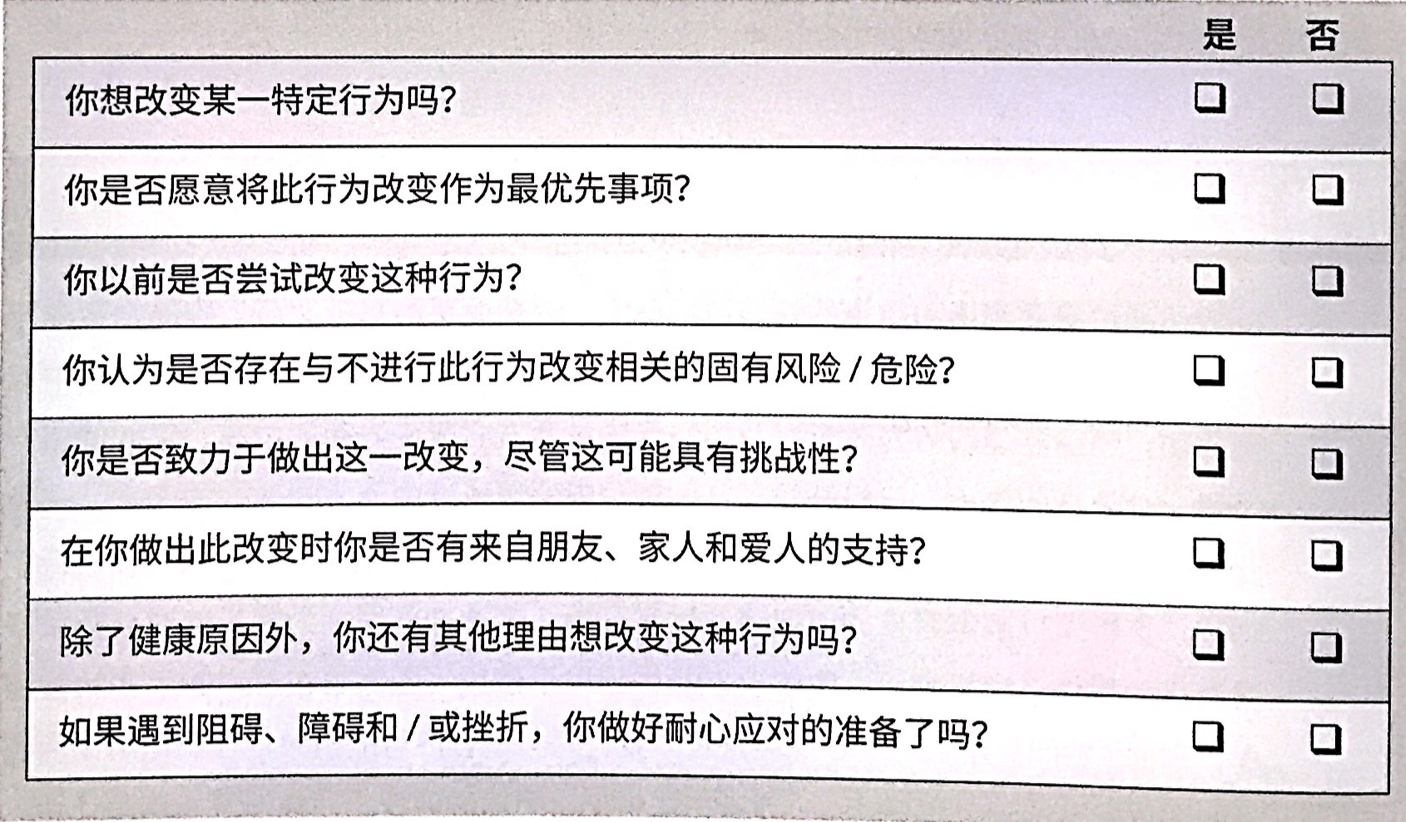 是 否
你想改变某一特定行为吗？ ❏ ❏
你是否愿意将此行为改变作为最优先事项？ ❏ ❏
你以前是否尝试改变这种行为？ ❏ ❏
你认为是否存在与不进行此行为改变相关的固有风险 / 危险？ ❏ ❏
你是否致力于做出这一改变，尽管这可能具有挑战性？ ❏ ❏
在你做出此改变时你是否有来自朋友、家人和爱人的支持？ ❏ ❏
除了健康原因外，你还有其他理由想改变这种行为吗？ ❏ ❏
如果遇到阻碍、障碍和 / 或挫折，你做好耐心应对的准备了吗？ ❏ ❏